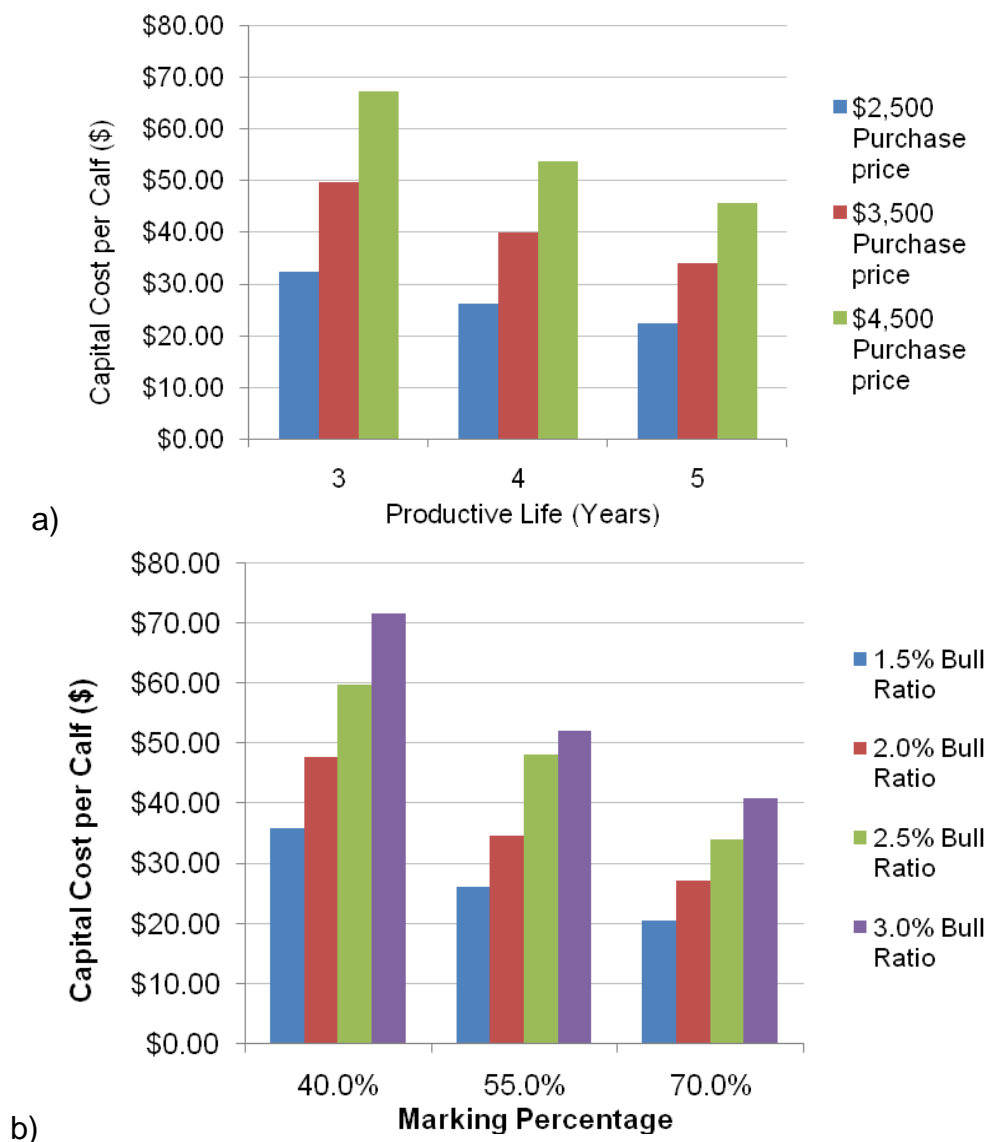 $80.00
$70.00
$60.00
$50.00
$40.00
$30.00
$20.00
$10.00
$0.00
Capital Cost per Calf ($)
3
4
5
Productive Life (Years)
$2,500
Purchase
price
$3,500
Purchase
price
$4,500
Purchase
price
a)
$80.00
$70.00
$60.00
$50.00
$40.00
$30.00
$20.00
$10.00
$0.00
Capital Cost per Calf ($)
40.0%
55.0%
70.0%
Marking Percentage
1.5% Bull
Ratio
2.0% Bull
Ratio
2.5% Bull
Ratio
3.0% Bull
Ratio
b)